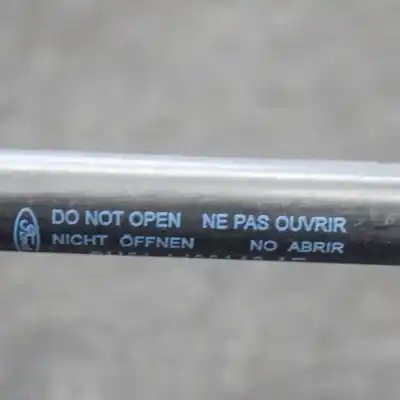 DO NOT OPEN NE PAS OUVRIR
NICHT ÖFFNEN NO ABRIR